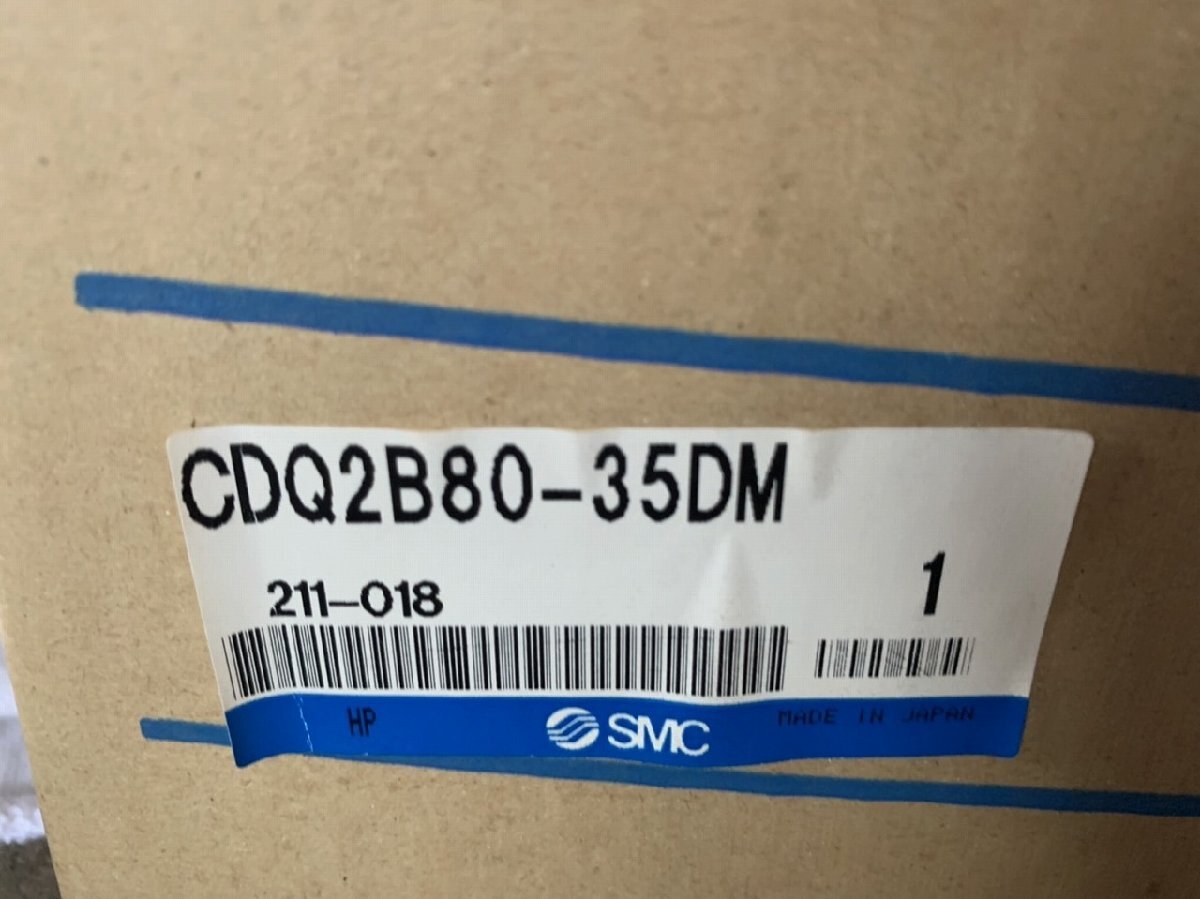 CDQ2B80-35DM
211-018
1
HP
SMC
MADE IN JAPAN